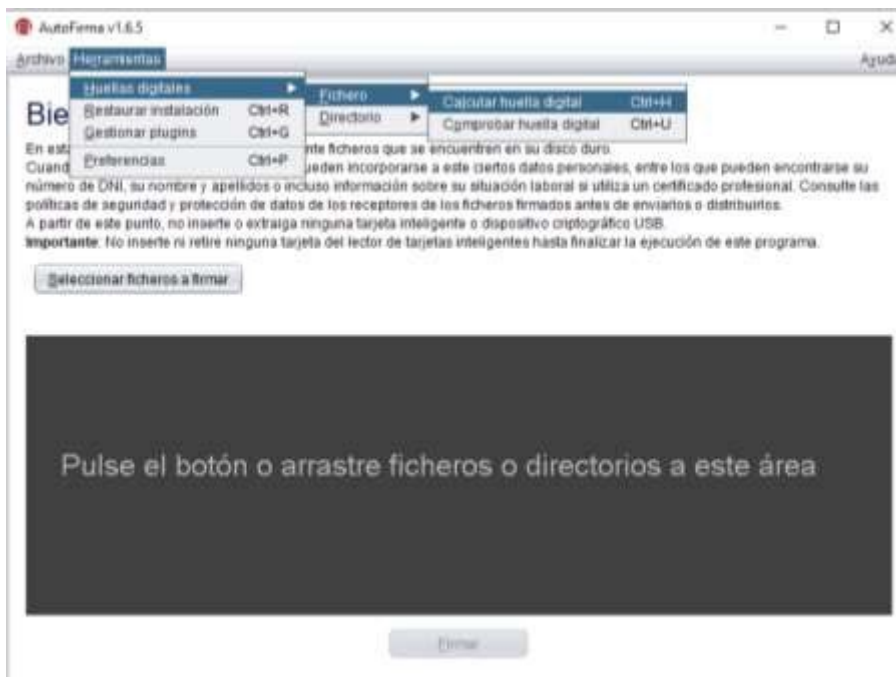 AutoFirma v1.6.5
Archivo Herramientas Ayuda
Huellas digitales
Restaurar instalación Ctrl+R
Gestionar plugins Ctrl+G
Preferencias Ctrl+P
Fichero
Directorio
Calcular huella digital Ctrl+H
Comprobar huella digital Ctrl+U
Bie
En est nte ficheros que se encuentren en su disco duro.
Cuand ueden incorporarse a este ciertos datos personales, entre los que pueden encontrarse su
número de DNI, su nombre y apellidos o incluso información sobre su situación laboral si utiliza un certificado profesional. Consulte las
políticas de seguridad y protección de datos de los receptores de los ficheros firmados antes de enviarlos o distribuirlos.
A partir de este punto, no inserte o extraiga ninguna tarjeta inteligente o dispositivo criptográfico USB.
Importante: No inserte ni retire ninguna tarjeta del lector de tarjetas inteligentes hasta finalizar la ejecución de este programa.
Seleccionar ficheros a firmar
Pulse el botón o arrastre ficheros o directorios a este área
Firmar